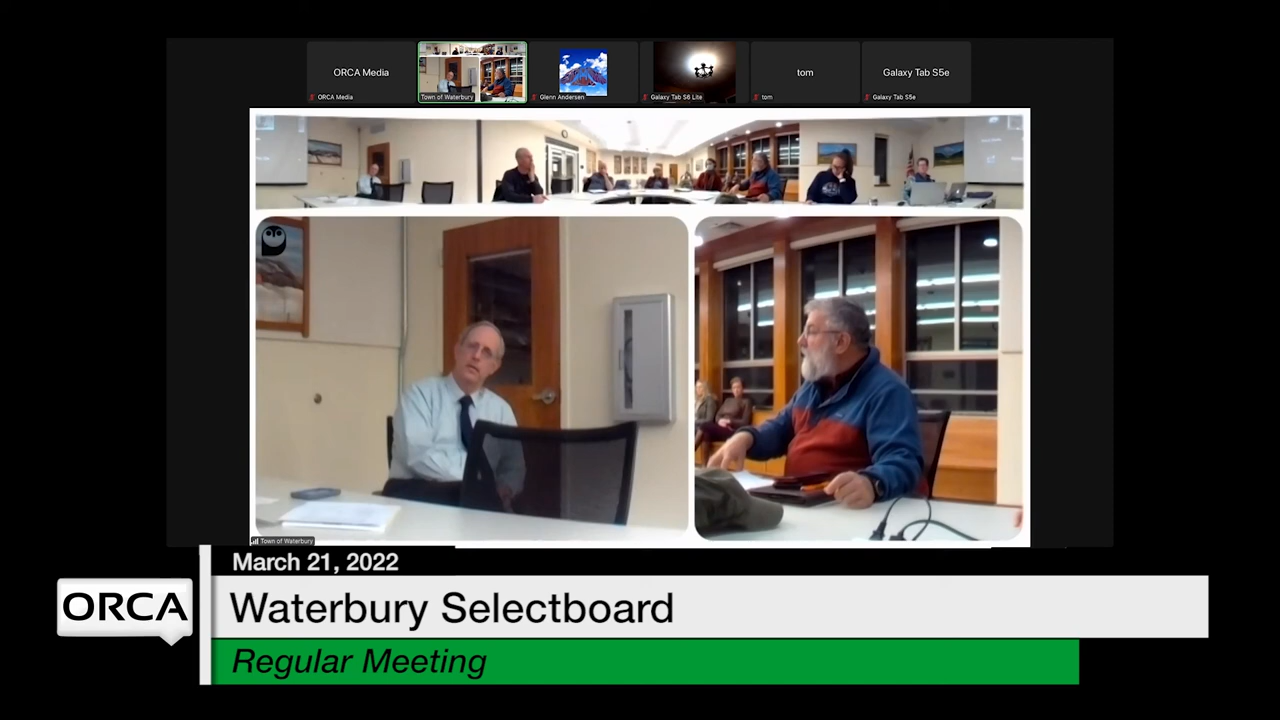 ORCA Media
tom
Galaxy Tab S5e
ORCA Media
Town of Waterbury
Glenn Andersen
Galaxy Tab S6 Lite
tom
Galaxy Tab S5e
Town of Waterbury
March 21, 2022
ORCA
Waterbury Selectboard
Regular Meeting